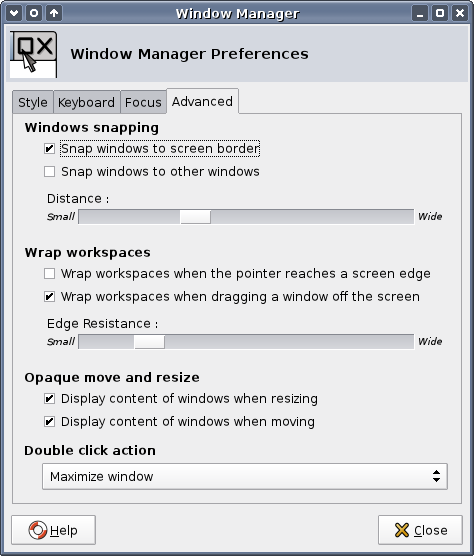 Window Manager
Window Manager Preferences
Style Keyboard Focus Advanced
Windows snapping
Snap windows to screen border
Snap windows to other windows
Distance :
Small Wide
Wrap workspaces
Wrap workspaces when the pointer reaches a screen edge
Wrap workspaces when dragging a window off the screen
Edge Resistance :
Small Wide
Opaque move and resize
Display content of windows when resizing
Display content of windows when moving
Double click action
Maximize window
Help Close